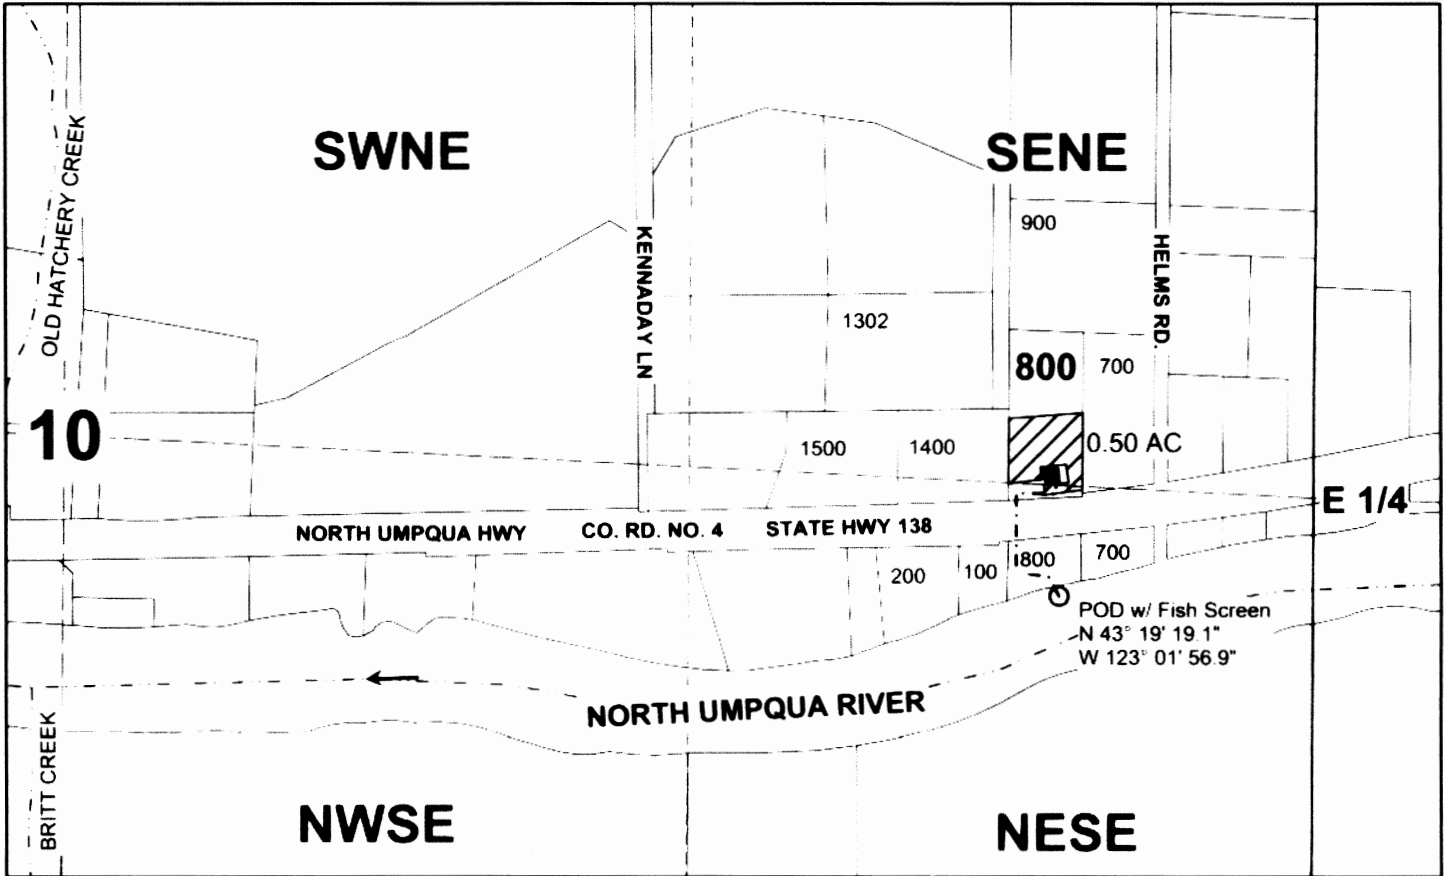 SWNE
SENE
OLD HATCHERY CREEK
KENNADAY LN
HELMS RD.
900
1302
800
700
10
1500
1400
0.50 AC
E 1/4
NORTH UMPQUA HWY CO. RD. NO. 4 STATE HWY 138
200
100
800
700
POD w/ Fish Screen
N 43° 19' 19.1"
W 123° 01' 56.9"
NORTH UMPQUA RIVER
BRITT CREEK
NWSE
NESE